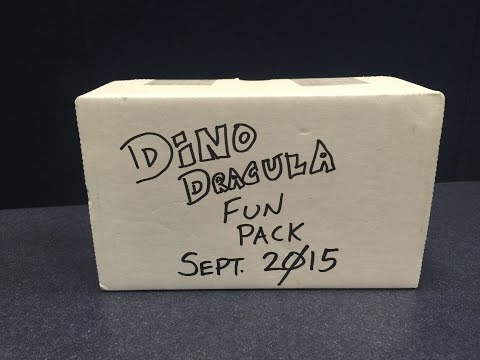 DiNO
DRACULA
FUN
PACK
SEPT. 2015